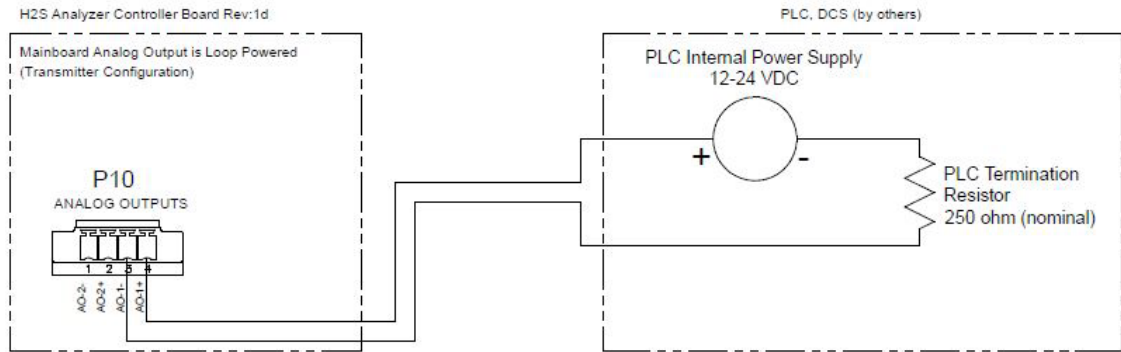 H2S Analyzer Controller Board Rev:1d
PLC, DCS (by others)
Mainboard Analog Output is Loop Powered
(Transmitter Configuration)
PLC Internal Power Supply
12-24 VDC
+
-
PLC Termination
Resistor
250 ohm (nominal)
P10
ANALOG OUTPUTS
1 2 3 4
AO-2-
AO-2+
AO-1-
AO-1+